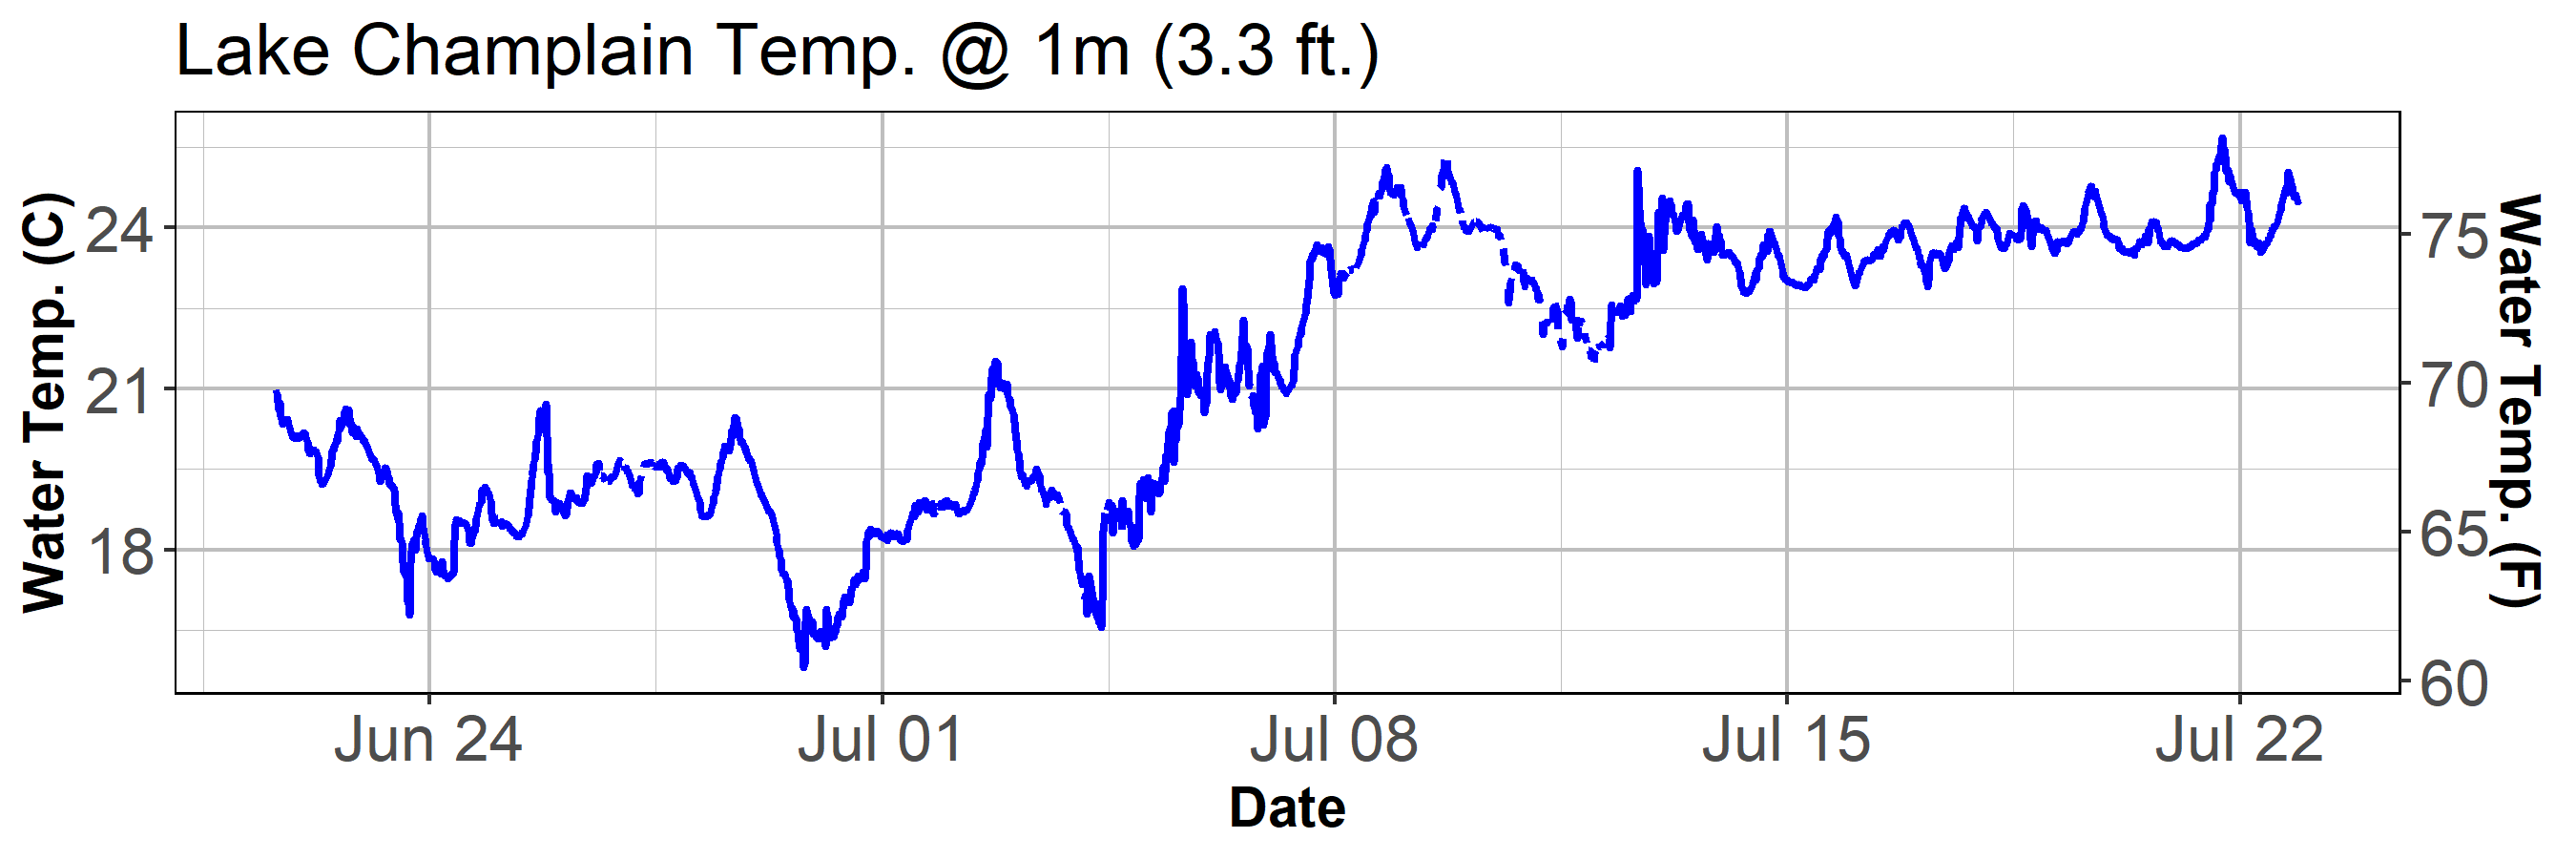 Lake Champlain Temp. @ 1m (3.3 ft.)
Water Temp. (C)
24
21
18
75
70
65
60
Water Temp. (F)
Jun 24
Jul 01
Jul 08
Jul 15
Jul 22
Date